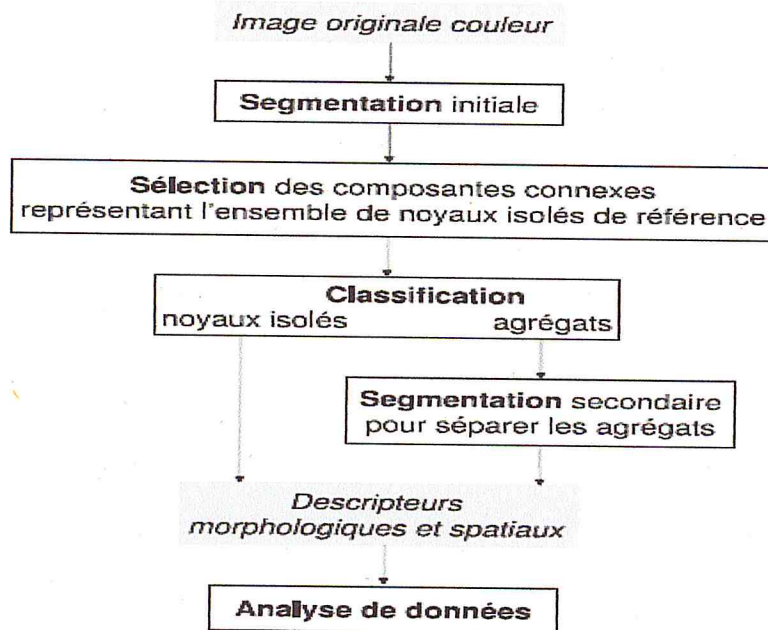 Image originale couleur
Segmentation initiale
Sélection des composantes connexes
représentant l'ensemble de noyaux isolés de référence
Classification
noyaux isolés agrégats
Segmentation secondaire
pour séparer les agrégats
Descripteurs
morphologiques et spatiaux
Analyse de données